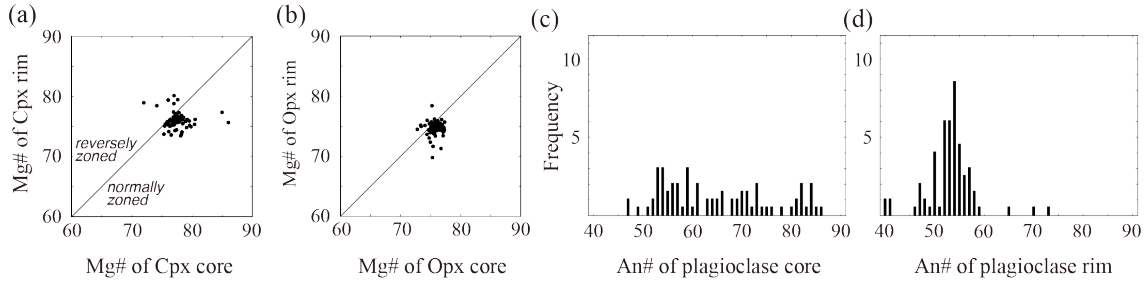 (a)
90
80
70
60
Mg# of Cpx rim
reversely
zoned
normally
zoned
60 70 80 90
Mg# of Cpx core
(b)
90
80
70
60
Mg# of Opx rim
60 70 80 90
Mg# of Opx core
(c)
10
5
Frequency
40 50 60 70 80 90
An# of plagioclase core
(d)
10
5
40 50 60 70 80 90
An# of plagioclase rim